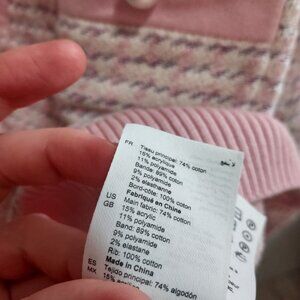 FR
Tissu principal: 74% coton
15% acrylique
11% polyamide
Bande: 89% coton
9% polyamide
2% élasthanne
Bord-côte: 100% coton
Fabriqué en Chine
US
GB
Main fabric: 74% cotton
15% acrylic
11% polyamide
Band: 89% cotton
9% polyamide
2% elastane
Rib: 100% cotton
Made in China
ES
MX
Tejido principal: 74% algodón